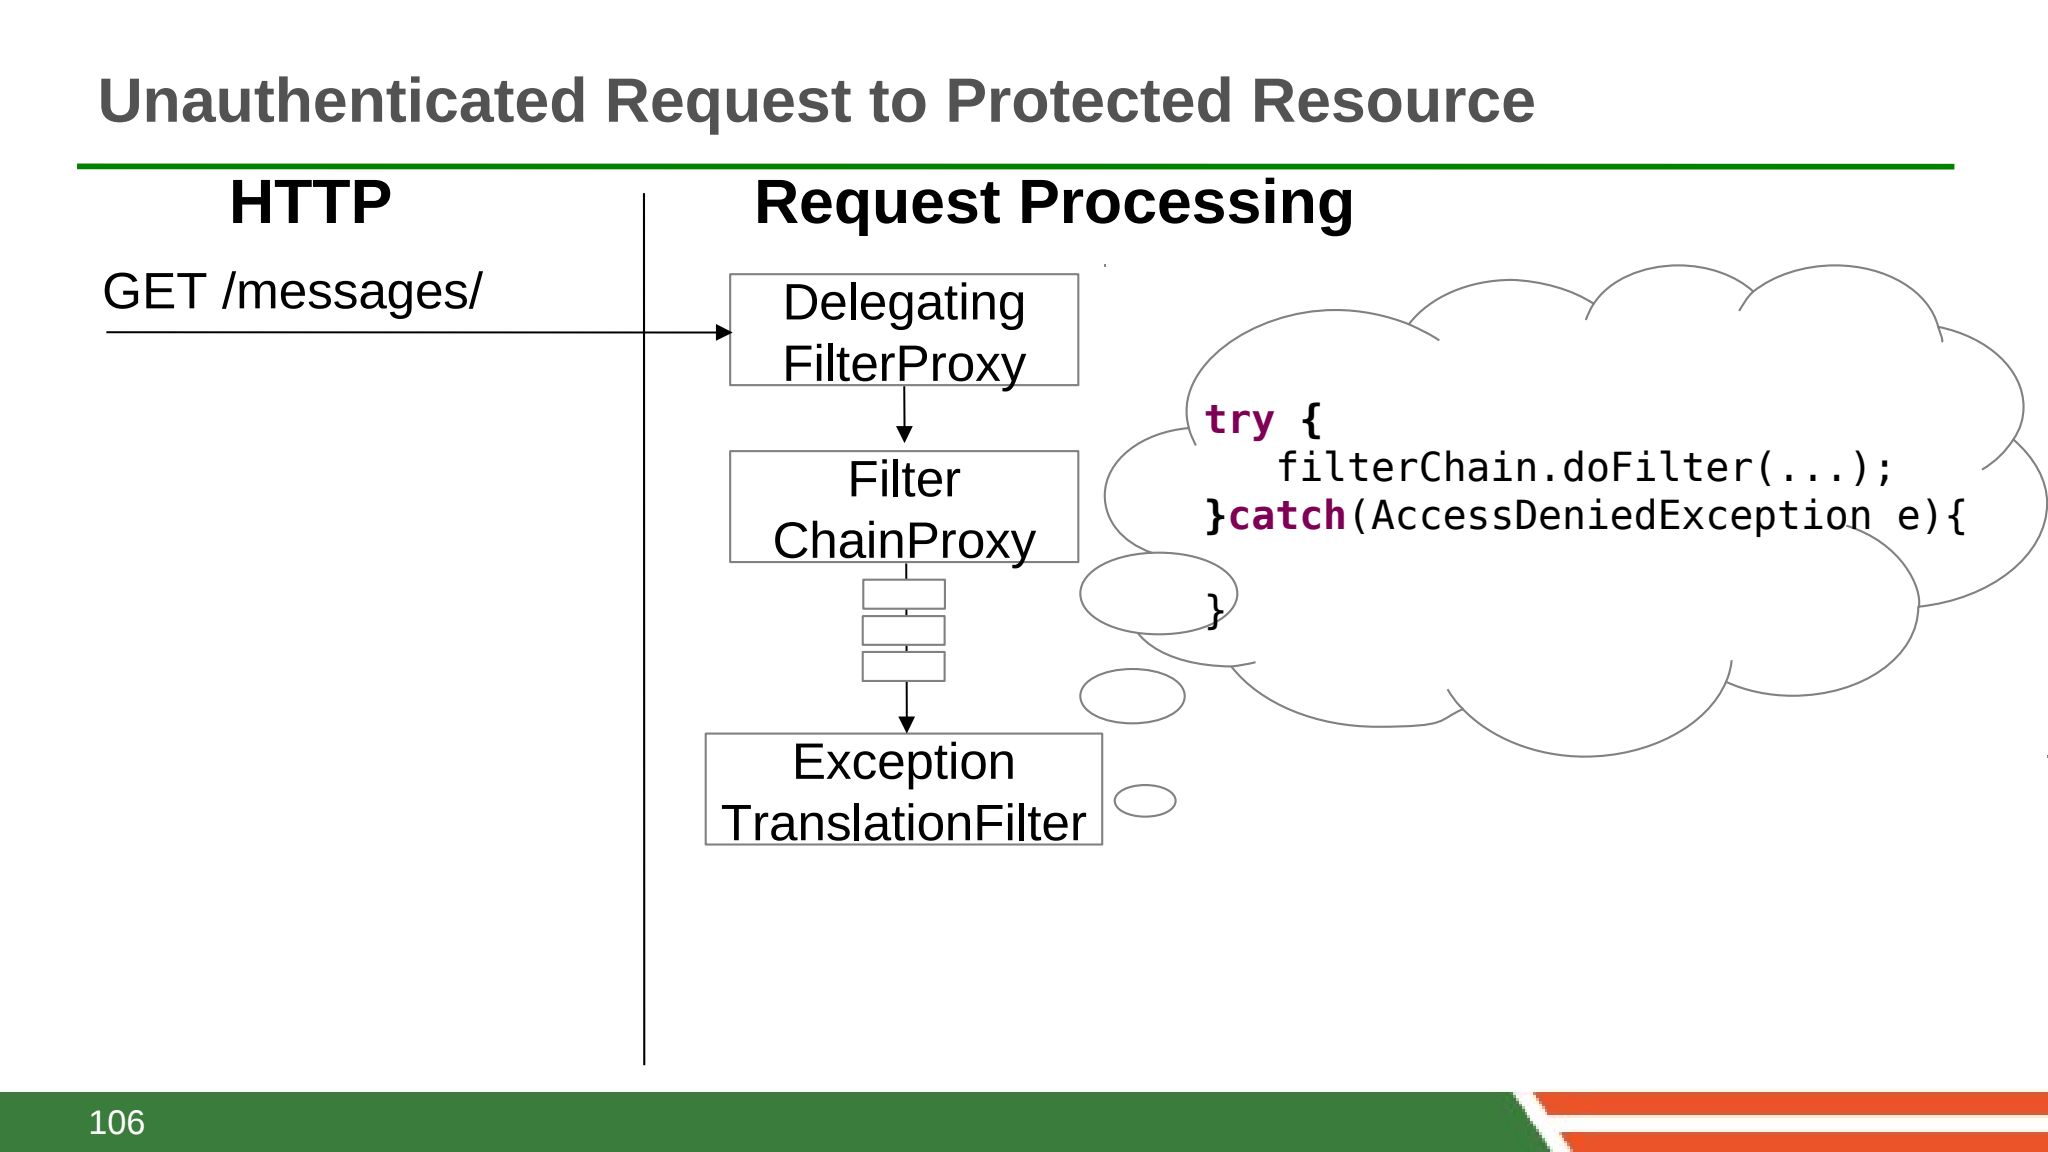 Unauthenticated Request to Protected Resource
HTTP
Request Processing
GET /messages/
Delegating
FilterProxy
Filter
ChainProxy
Exception
TranslationFilter
try {
   filterChain.doFilter(...);
}catch(AccessDeniedException e){
}
106